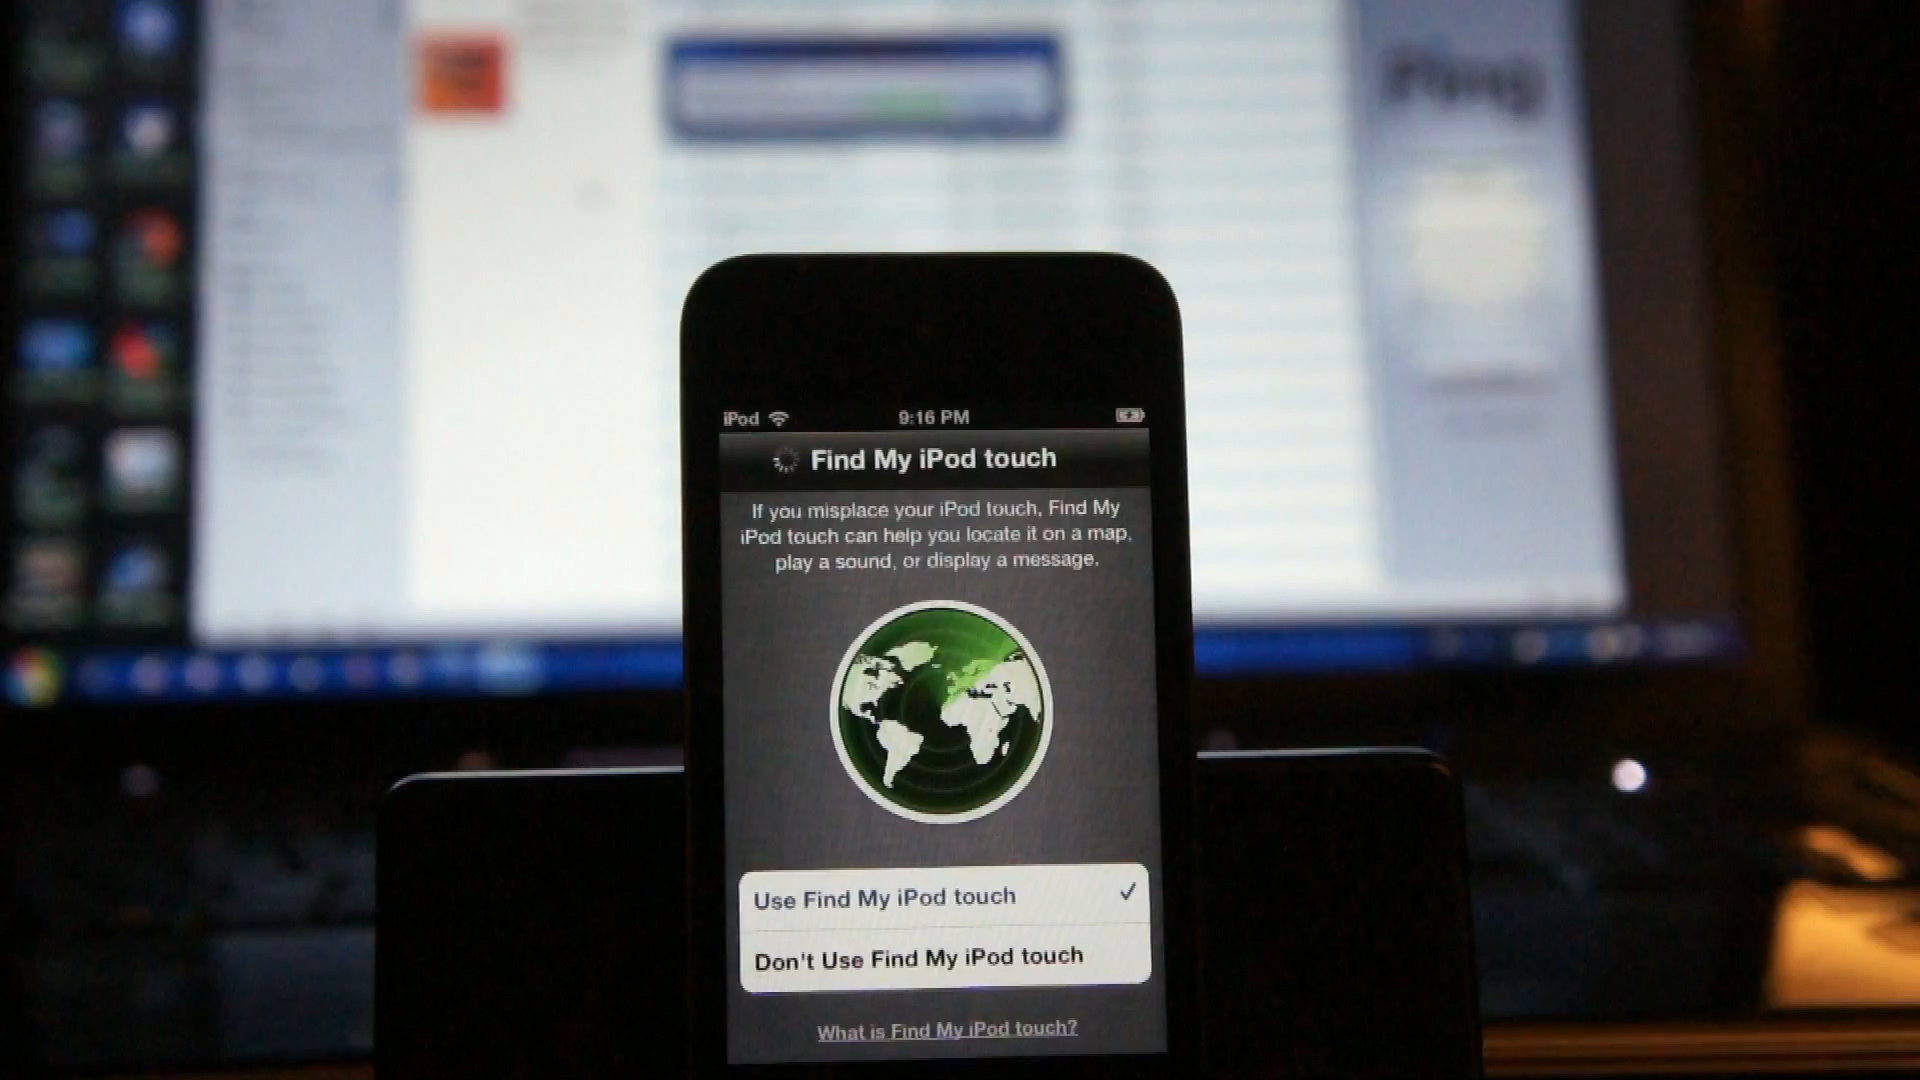 Ping
iPod 9:16 PM
Find My iPod touch
If you misplace your iPod touch, Find My
iPod touch can help you locate it on a map,
play a sound, or display a message.
Use Find My iPod touch ✓
Don't Use Find My iPod touch
What is Find My iPod touch?